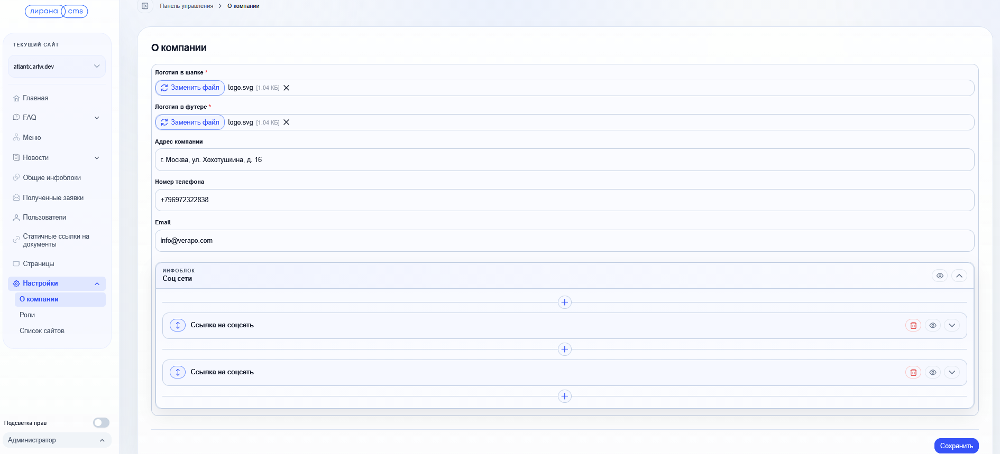 лирана cms
Панель управления > О компании
ТЕКУЩИЙ САЙТ
atlantx.artw.dev
Главная
FAQ
Меню
Новости
Общие инфоблоки
Полученные заявки
Пользователи
Статичные ссылки на
документы
Страницы
Настройки
О компании
Роли
Список сайтов
Подсветка прав
Администратор
О компании
Логотип в шапке *
Заменить файл logo.svg [1.04 КБ]
Логотип в футере *
Заменить файл logo.svg [1.04 КБ]
Адрес компании
г. Москва, ул. Хохотушкина, д. 16
Номер телефона
+796972322838
Email
info@verapo.com
ИНФОБЛОК
Соц сети
Ссылка на соцсеть
Ссылка на соцсеть
Сохранить